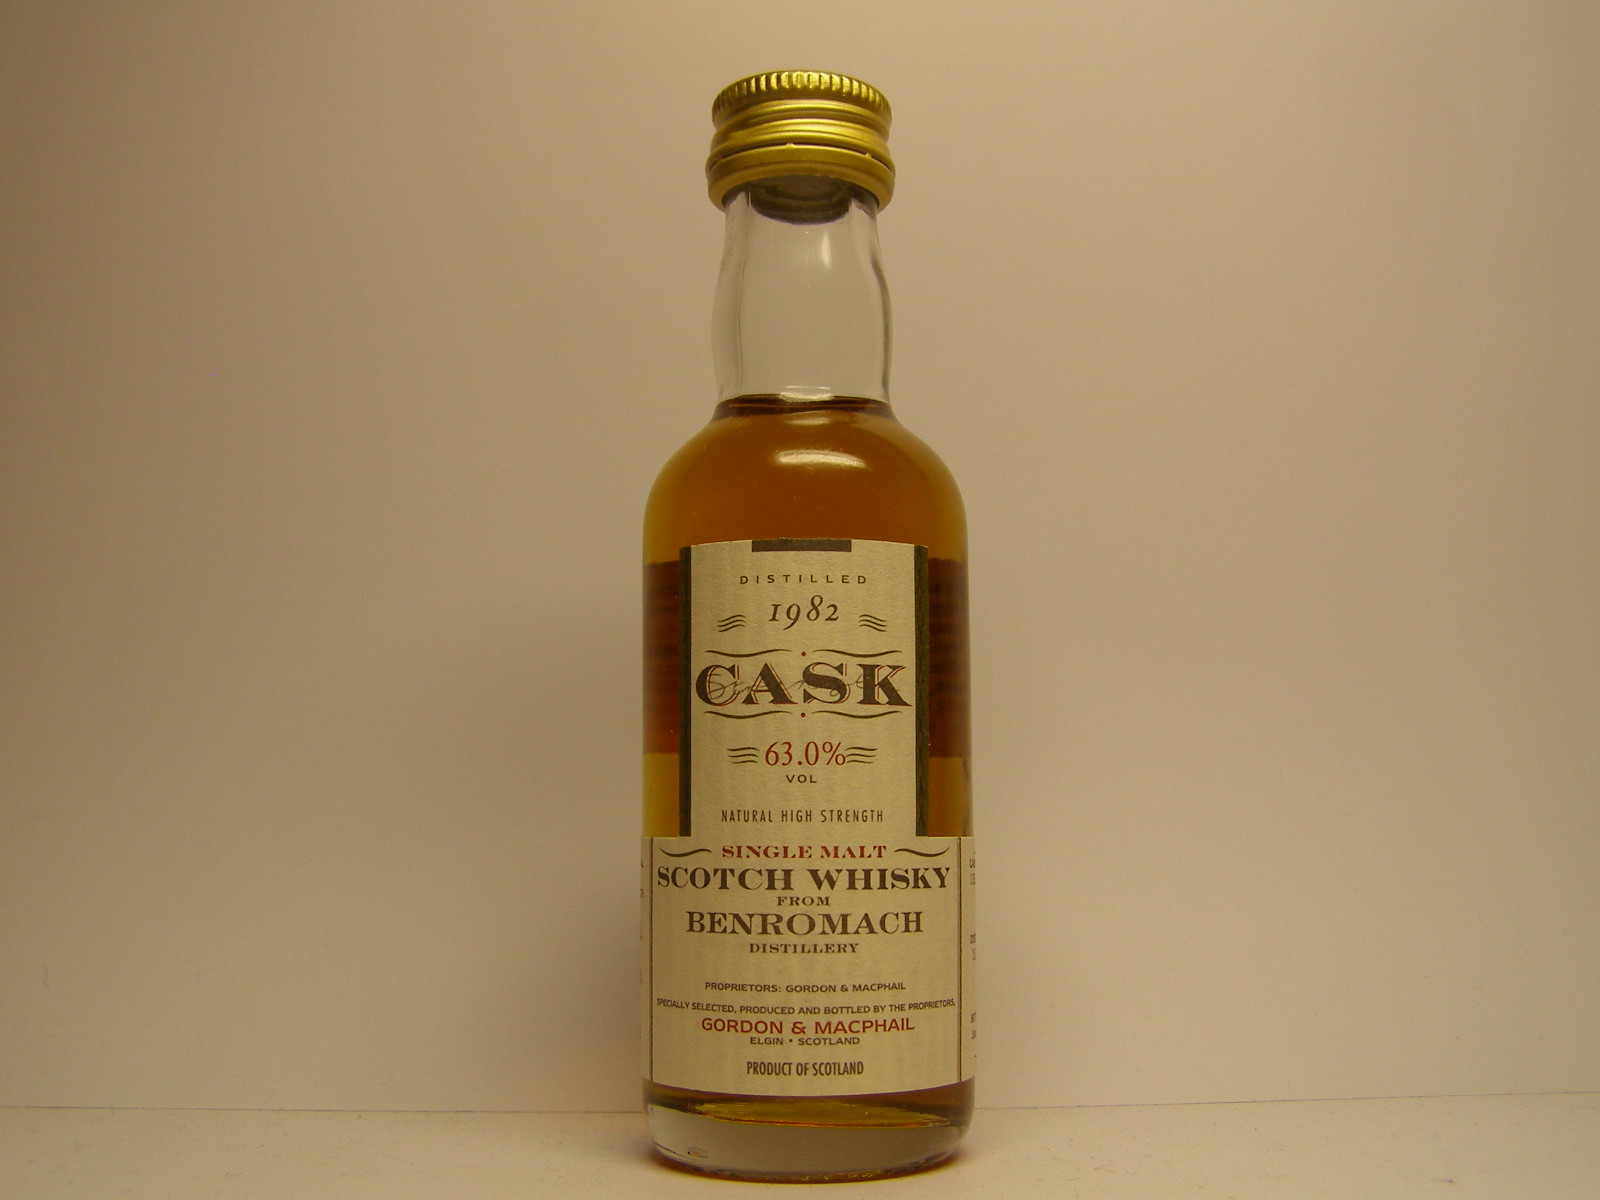 DISTILLED
1982
CASK
63.0%
VOL
NATURAL HIGH STRENGTH
SINGLE MALT
SCOTCH WHISKY
FROM
BENROMACH
DISTILLERY
PROPRIETORS: GORDON & MACPHAIL
SPECIALLY SELECTED, PRODUCED AND BOTTLED BY THE PROPRIETORS,
GORDON & MACPHAIL
ELGIN • SCOTLAND
PRODUCT OF SCOTLAND